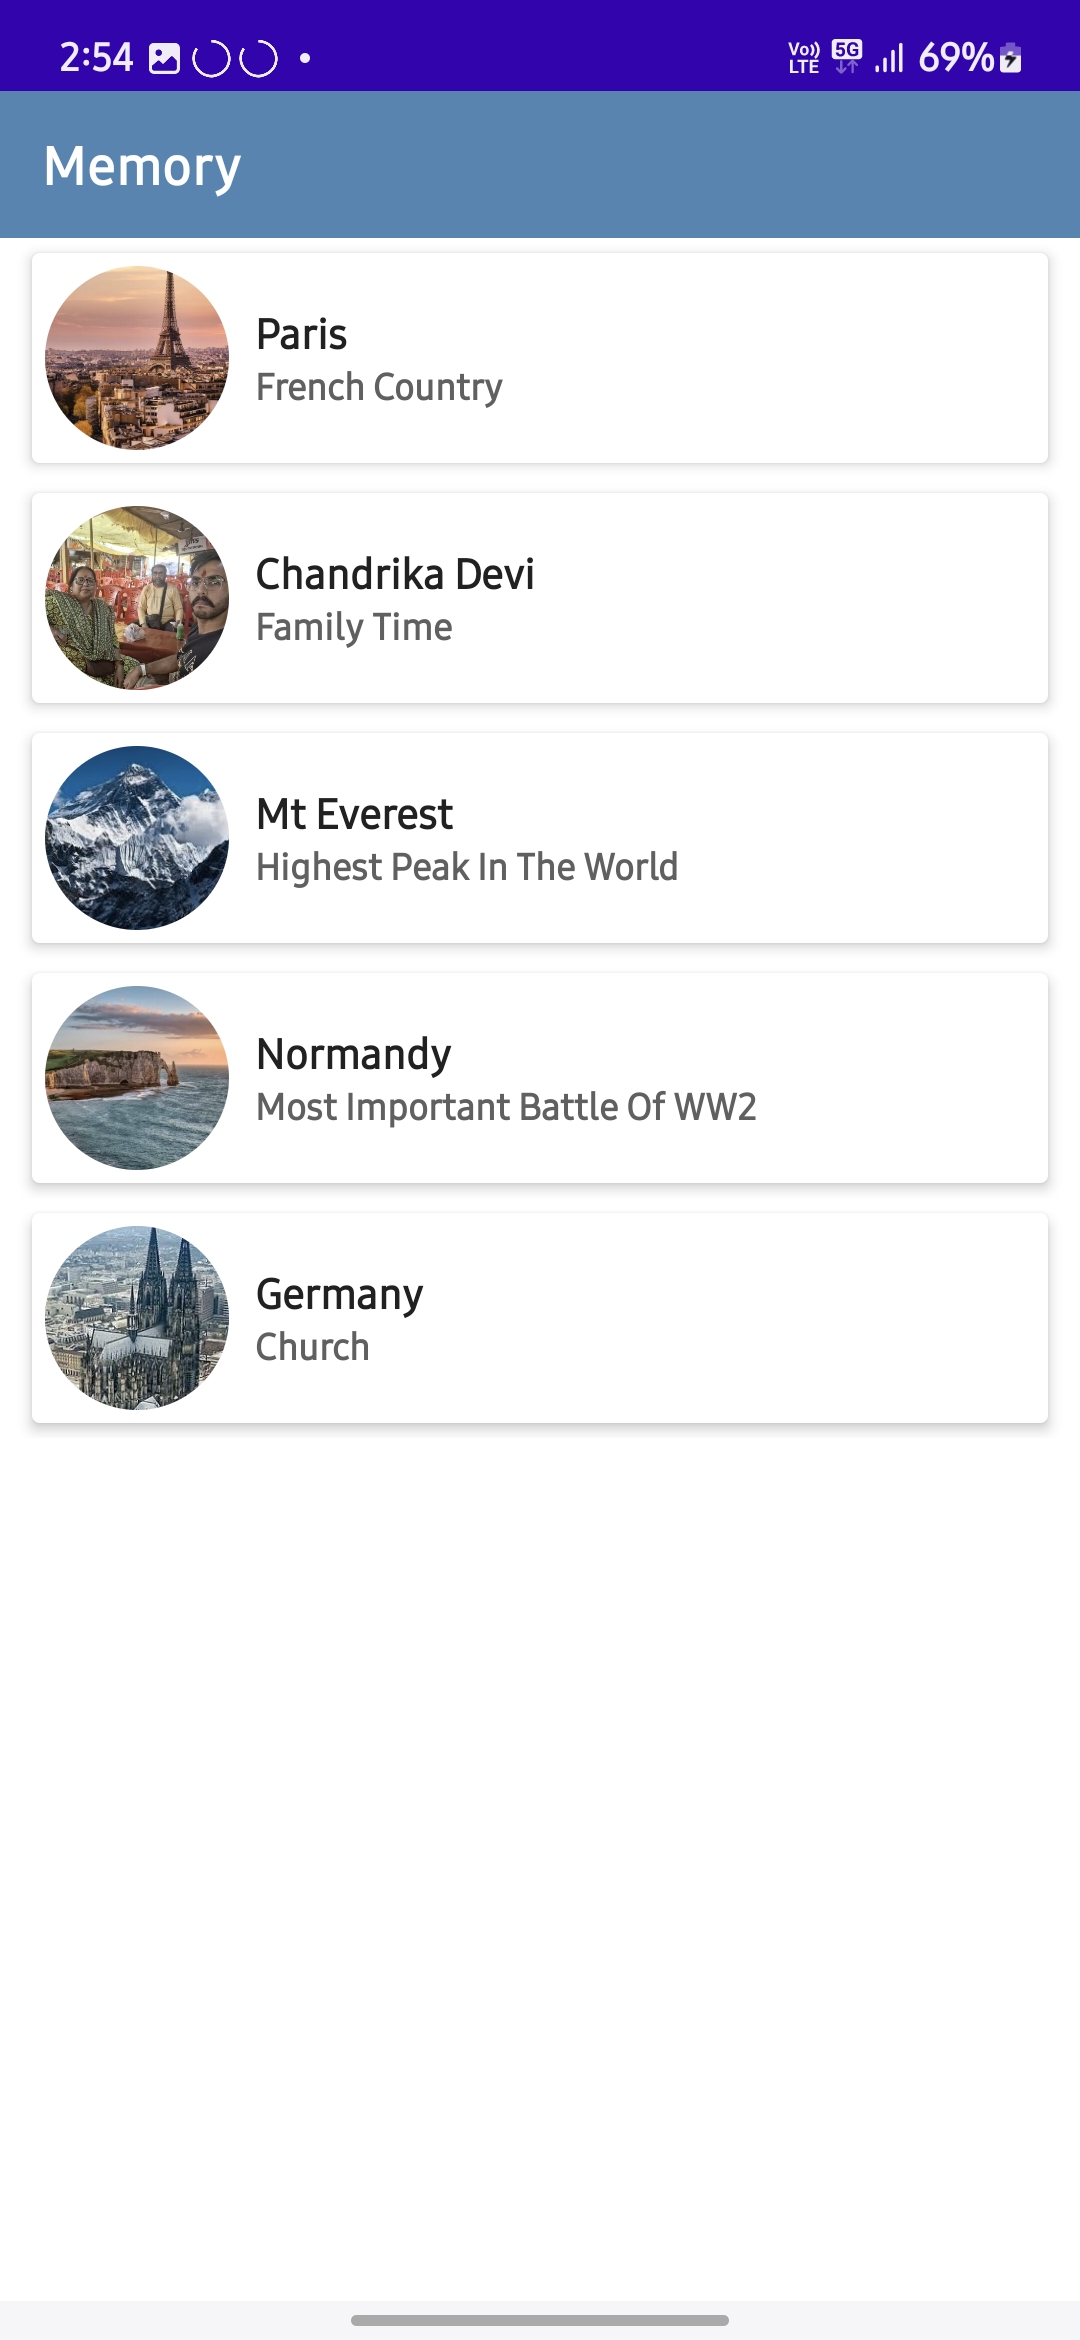 2:54 Vo)) LTE 5G 69%
Memory
Paris
French Country
Chandrika Devi
Family Time
Mt Everest
Highest Peak In The World
Normandy
Most Important Battle Of WW2
Germany
Church